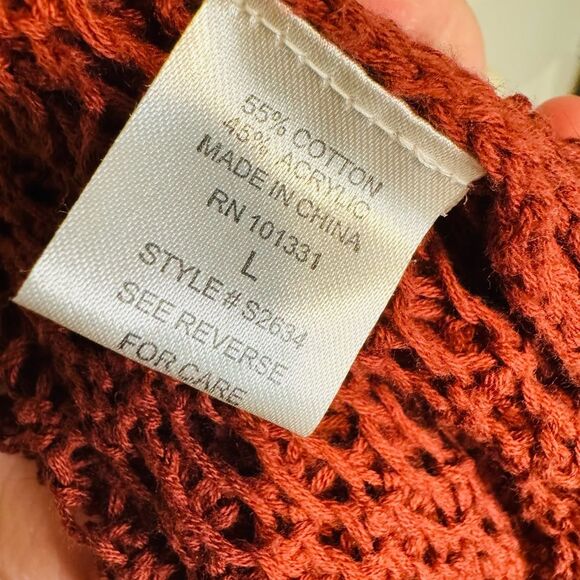 55% COTTON
45% ACRYLIC
MADE IN CHINA
RN 101331
L
STYLE # S2634
SEE REVERSE
FOR CARE